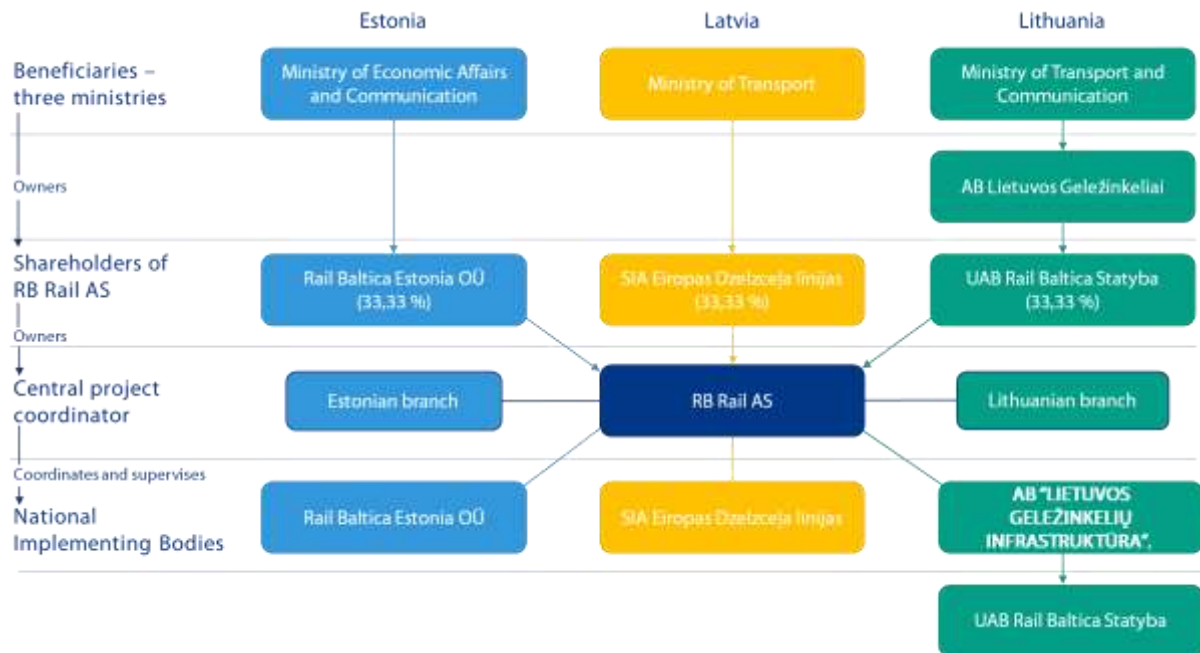 Estonia
Latvia
Lithuania
Beneficiaries –
three ministries
Ministry of Economic Affairs
and Communication
Ministry of Transport
Ministry of Transport and
Communication
Owners
AB Lietuvos Geležinkeliai
Shareholders of
RB Rail AS
Rail Baltica Estonia OÜ
(33,33 %)
SIA Eiropas Dzelzceļa līnijas
(33,33 %)
UAB Rail Baltica Statyba
(33,33 %)
Owners
Central project
coordinator
Estonian branch
RB Rail AS
Lithuanian branch
Coordinates and supervises
National
Implementing Bodies
Rail Baltica Estonia OÜ
SIA Eiropas Dzelzceļa līnijas
AB "LIETUVOS
GELEŽINKELIŲ
INFRASTRUKTŪRA".
UAB Rail Baltica Statyba